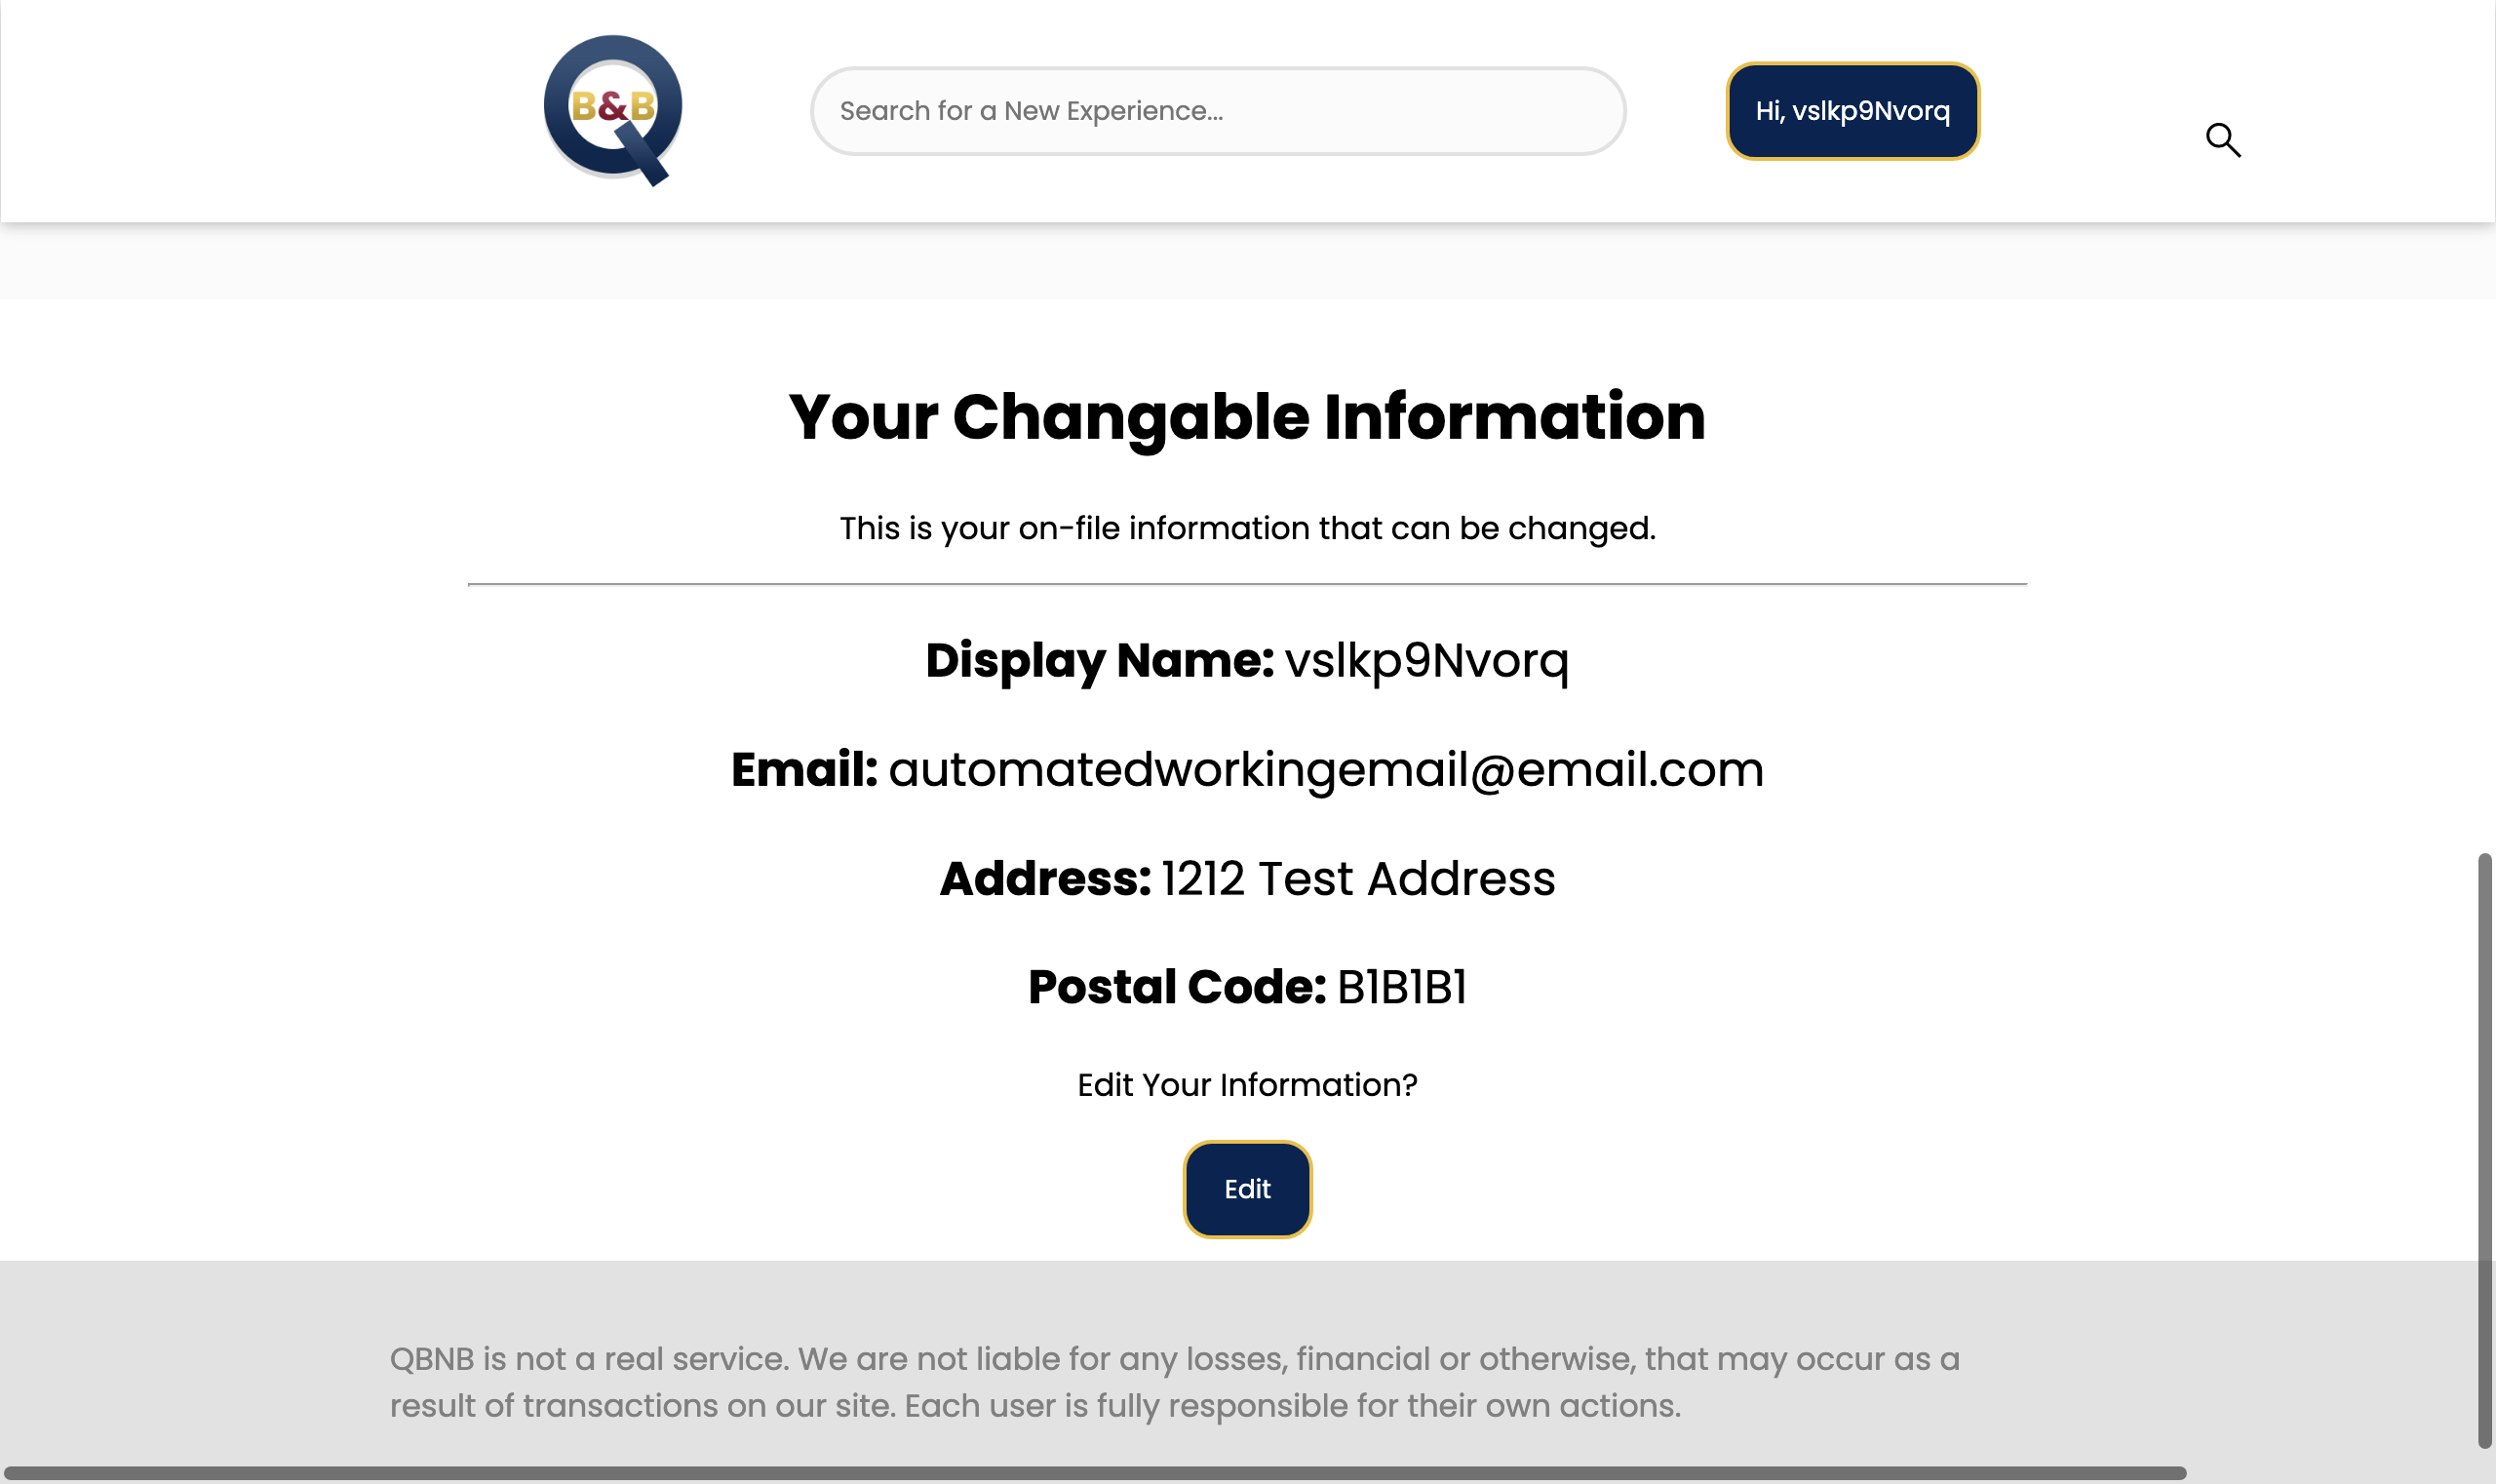 B&B
Search for a New Experience...
Hi, vslkp9Nvorq
Your Changable Information
This is your on-file information that can be changed.
Display Name: vslkp9Nvorq
Email: automatedworkingemail@email.com
Address: 1212 Test Address
Postal Code: B1B1B1
Edit Your Information?
Edit
QBNB is not a real service. We are not liable for any losses, financial or otherwise, that may occur as a
result of transactions on our site. Each user is fully responsible for their own actions.